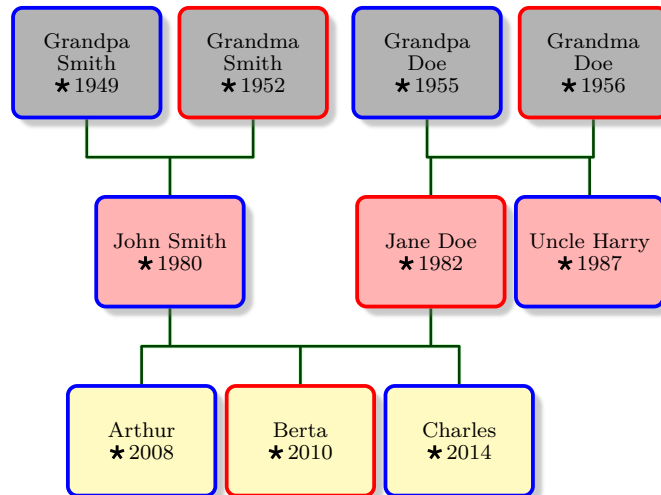 Grandpa
Smith
★ 1949
Grandma
Smith
★ 1952
Grandpa
Doe
★ 1955
Grandma
Doe
★ 1956
John Smith
★ 1980
Jane Doe
★ 1982
Uncle Harry
★ 1987
Arthur
★ 2008
Berta
★ 2010
Charles
★ 2014